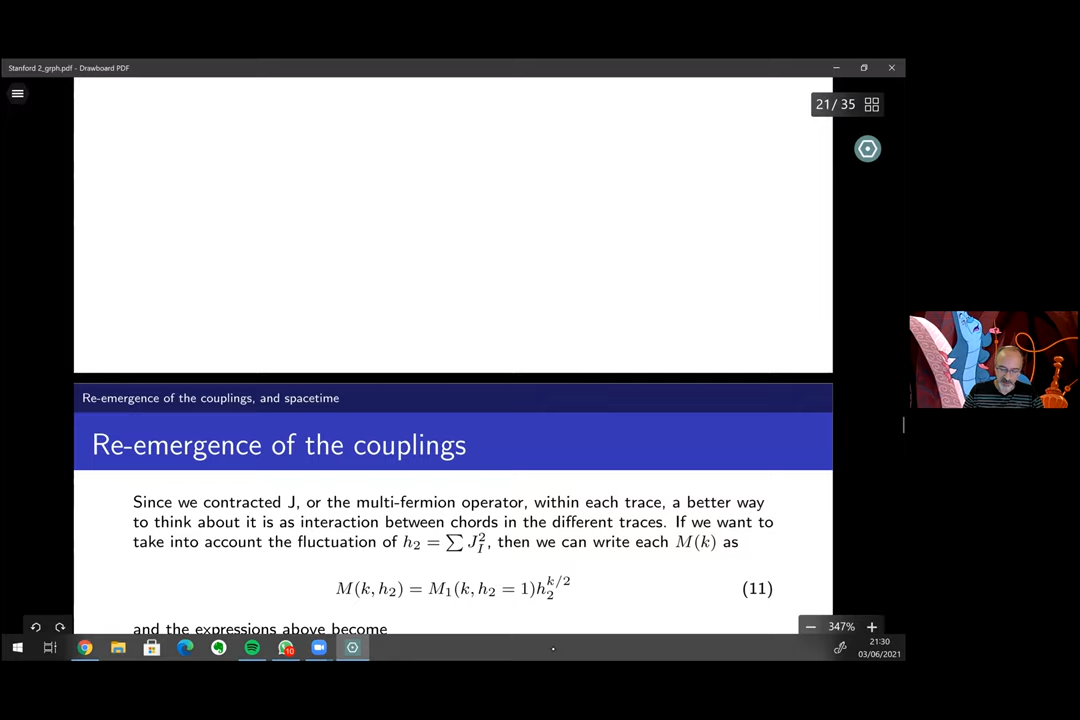 Stanford 2_grph.pdf - Drawboard PDF
21/ 35
Re-emergence of the couplings, and spacetime
Re-emergence of the couplings
Since we contracted J, or the multi-fermion operator, within each trace, a better way
to think about it is as interaction between chords in the different traces. If we want to
take into account the fluctuation of h₂ = ∑ J_I^2, then we can write each M(k) as
M(k, h₂) = M₁(k, h₂ = 1)h₂^{k/2} (11)
and the expressions above become
347%
10
21:30
03/06/2021